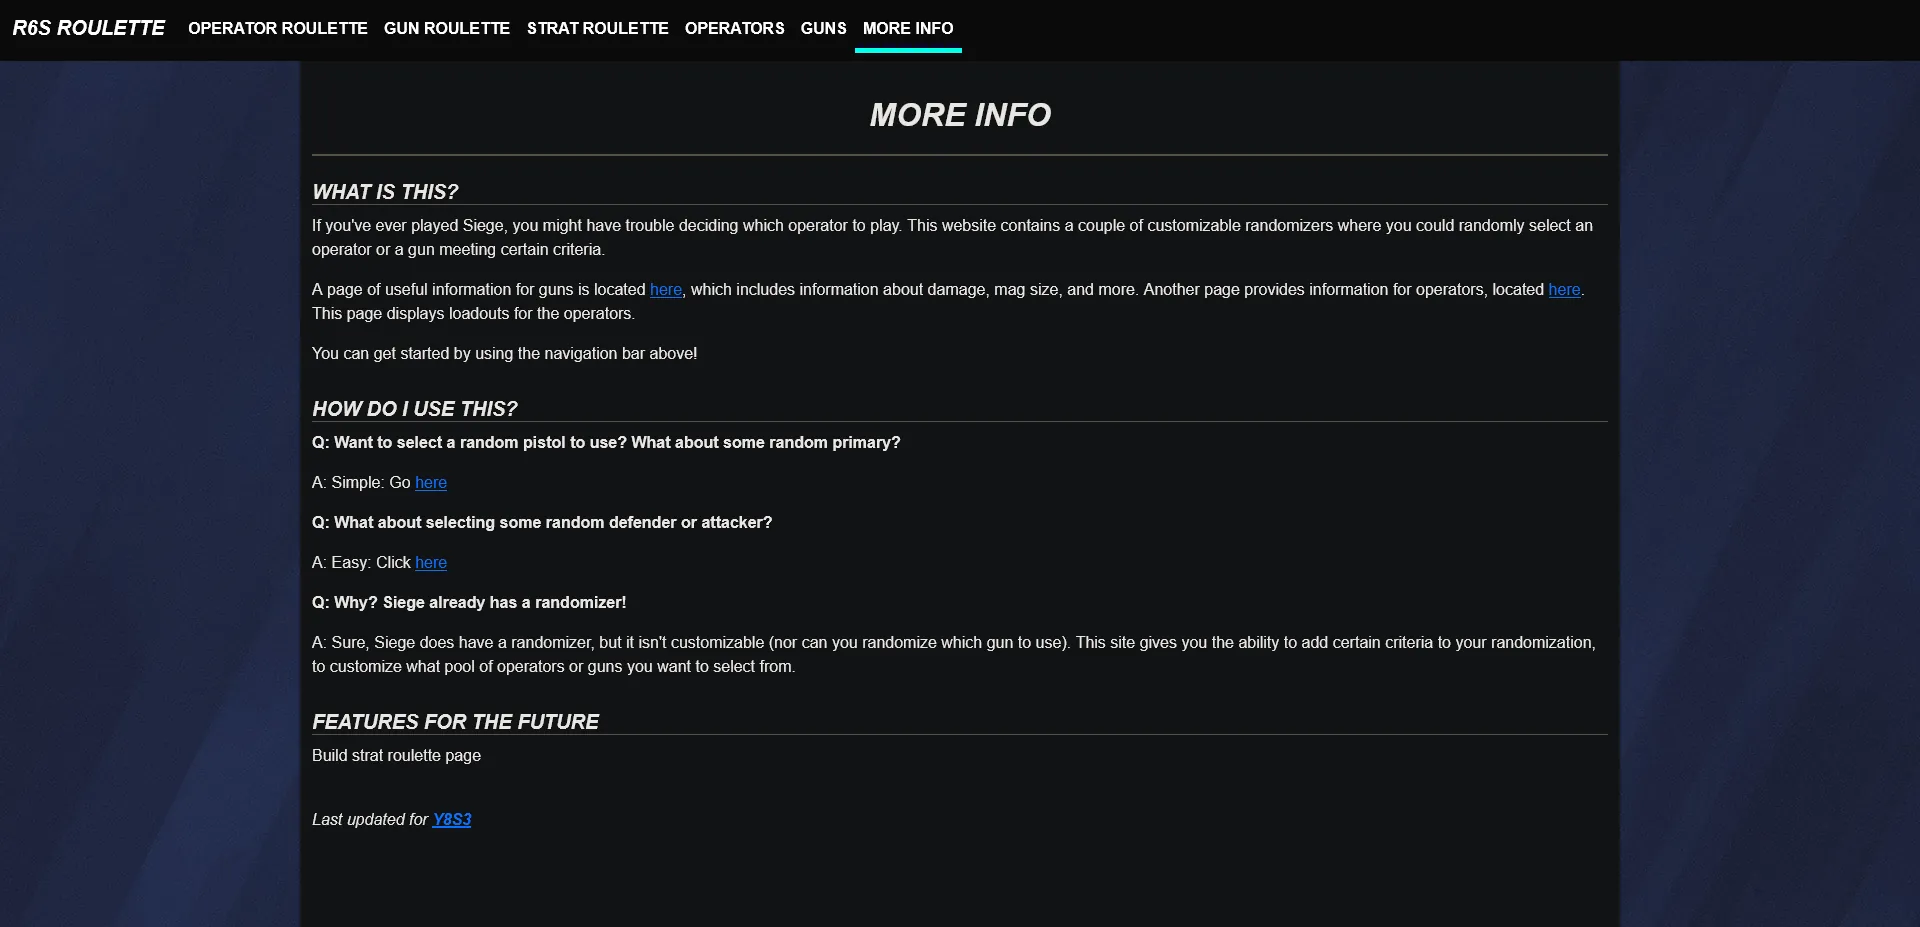 R6S ROULETTE OPERATOR ROULETTE GUN ROULETTE STRAT ROULETTE OPERATORS GUNS MORE INFO
MORE INFO
WHAT IS THIS?
If you've ever played Siege, you might have trouble deciding which operator to play. This website contains a couple of customizable randomizers where you could randomly select an
operator or a gun meeting certain criteria.
A page of useful information for guns is located here, which includes information about damage, mag size, and more. Another page provides information for operators, located here.
This page displays loadouts for the operators.
You can get started by using the navigation bar above!
HOW DO I USE THIS?
Q: Want to select a random pistol to use? What about some random primary?
A: Simple: Go here
Q: What about selecting some random defender or attacker?
A: Easy: Click here
Q: Why? Siege already has a randomizer!
A: Sure, Siege does have a randomizer, but it isn't customizable (nor can you randomize which gun to use). This site gives you the ability to add certain criteria to your randomization,
to customize what pool of operators or guns you want to select from.
FEATURES FOR THE FUTURE
Build strat roulette page
Last updated for Y8S3